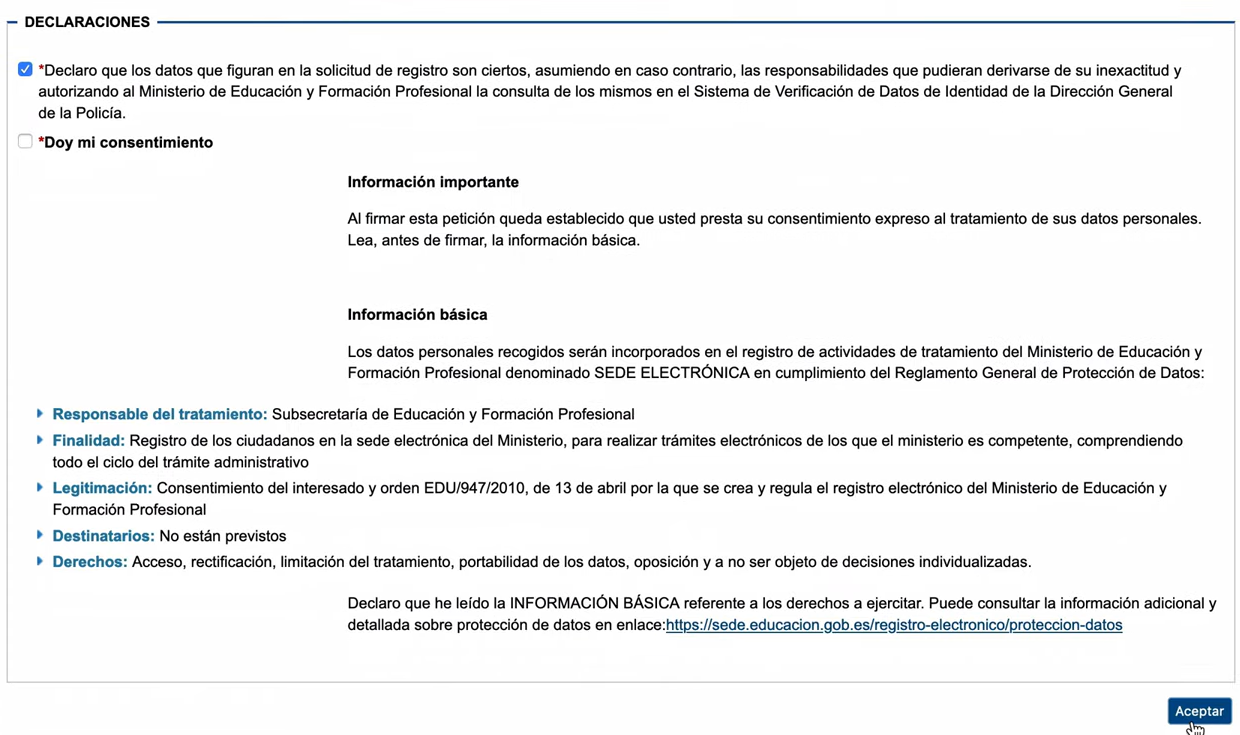 DECLARACIONES
*Declaro que los datos que figuran en la solicitud de registro son ciertos, asumiendo en caso contrario, las responsabilidades que pudieran derivarse de su inexactitud y
autorizando al Ministerio de Educación y Formación Profesional la consulta de los mismos en el Sistema de Verificación de Datos de Identidad de la Dirección General
de la Policía.
*Doy mi consentimiento
Información importante
Al firmar esta petición queda establecido que usted presta su consentimiento expreso al tratamiento de sus datos personales.
Lea, antes de firmar, la información básica.
Información básica
Los datos personales recogidos serán incorporados en el registro de actividades de tratamiento del Ministerio de Educación y
Formación Profesional denominado SEDE ELECTRÓNICA en cumplimiento del Reglamento General de Protección de Datos:
Responsable del tratamiento: Subsecretaría de Educación y Formación Profesional
Finalidad: Registro de los ciudadanos en la sede electrónica del Ministerio, para realizar trámites electrónicos de los que el ministerio es competente, comprendiendo
todo el ciclo del trámite administrativo
Legitimación: Consentimiento del interesado y orden EDU/947/2010, de 13 de abril por la que se crea y regula el registro electrónico del Ministerio de Educación y
Formación Profesional
Destinatarios: No están previstos
Derechos: Acceso, rectificación, limitación del tratamiento, portabilidad de los datos, oposición y a no ser objeto de decisiones individualizadas.
Declaro que he leído la INFORMACIÓN BÁSICA referente a los derechos a ejercitar. Puede consultar la información adicional y
detallada sobre protección de datos en enlace:https://sede.educacion.gob.es/registro-electronico/proteccion-datos
Aceptar